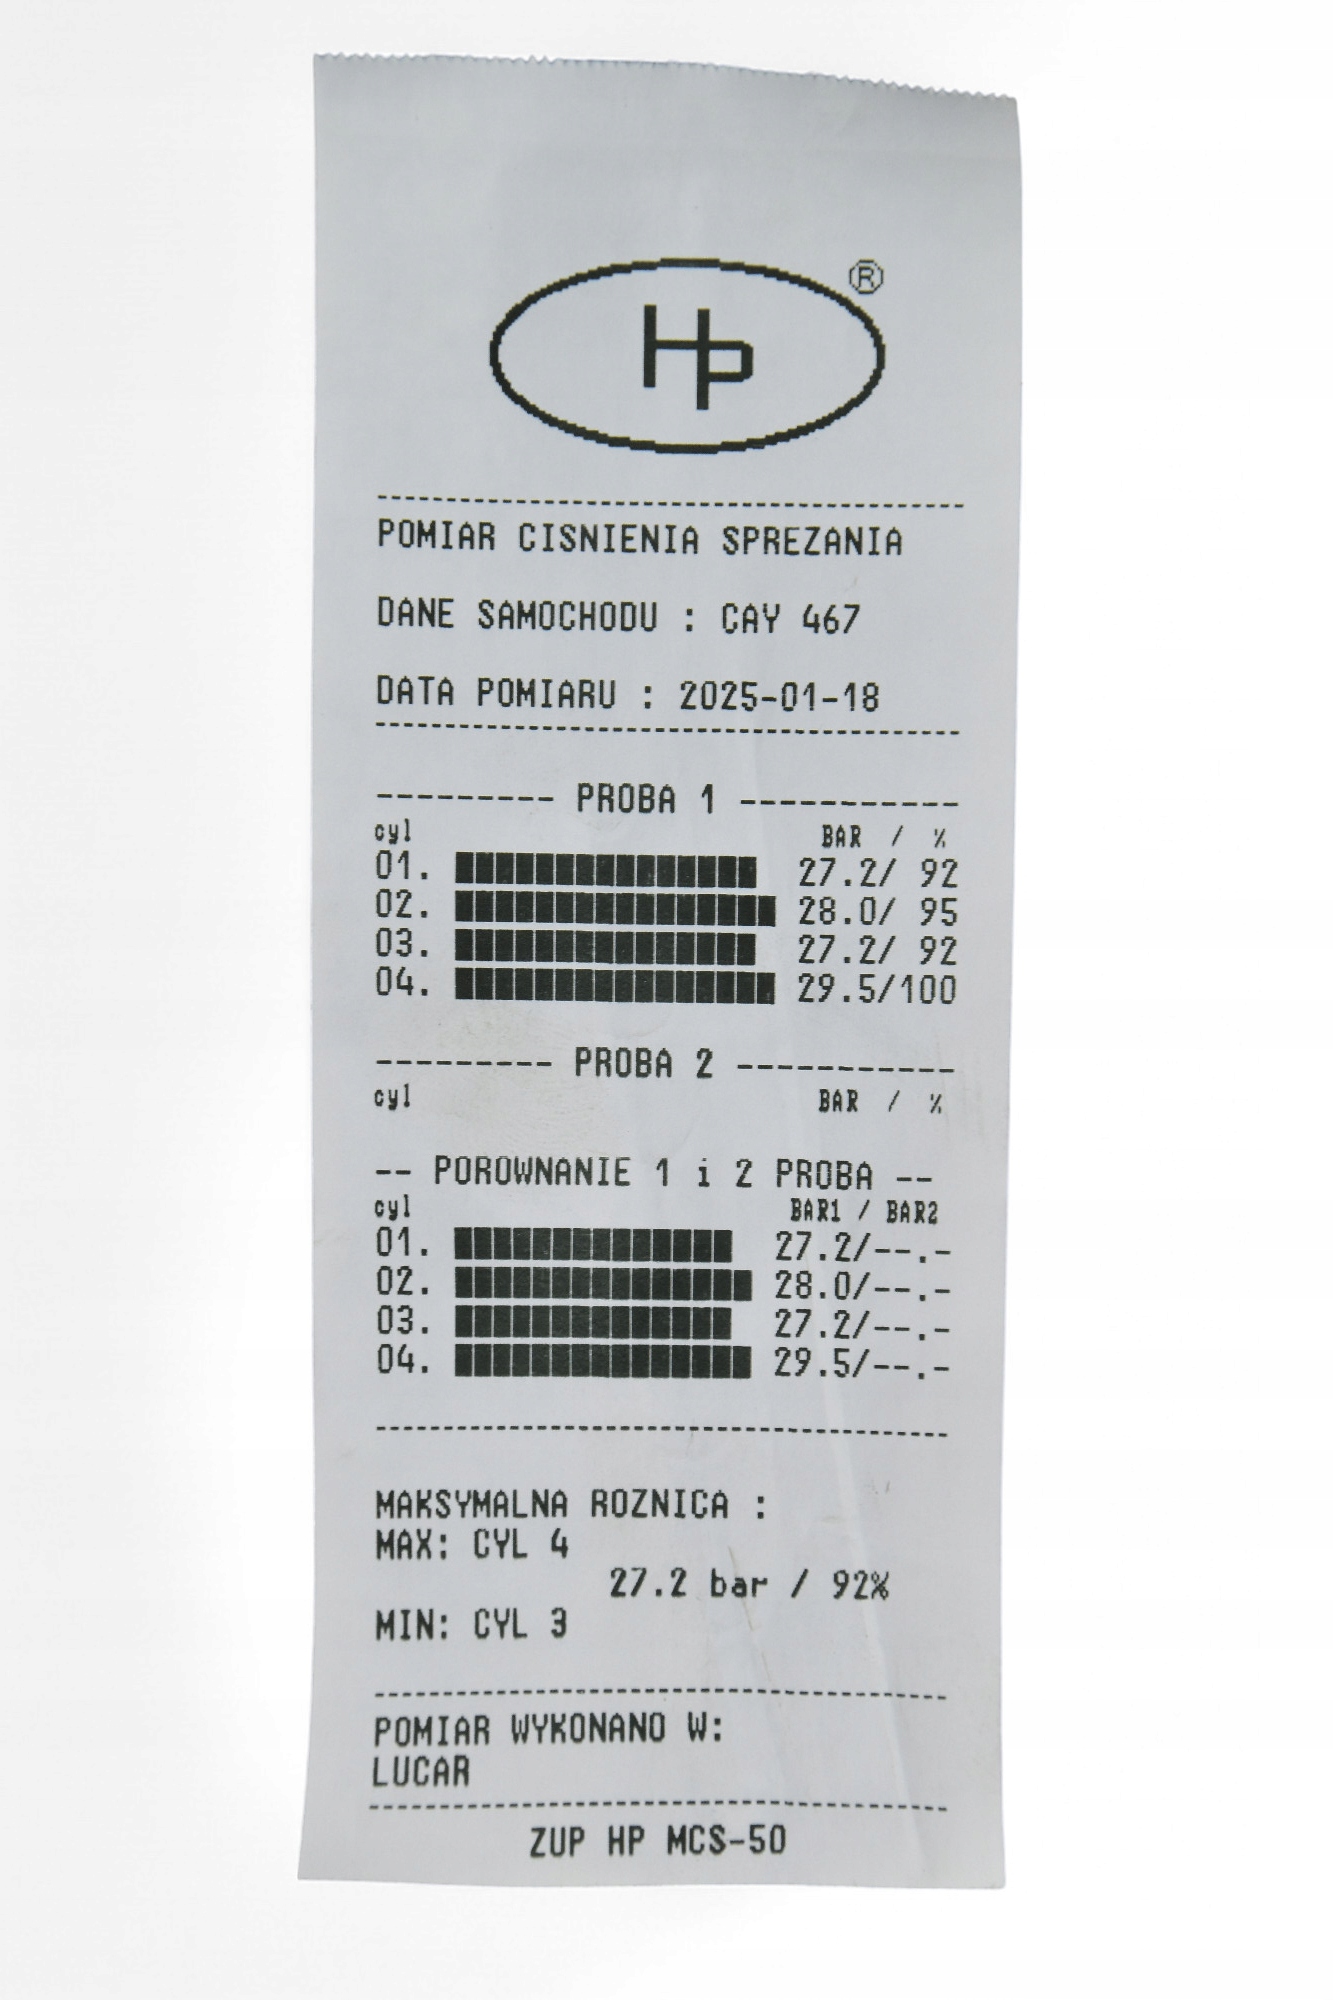 HP ®
POMIAR CISNIENIA SPREZANIA
DANE SAMOCHODU : CAY 467
DATA POMIARU : 2025-01-18
--------- PROBA 1 -----------
cyl BAR / %
01. 27.2/ 92
02. 28.0/ 95
03. 27.2/ 92
04. 29.5/100
--------- PROBA 2 -----------
cyl BAR / %
-- POROWNANIE 1 i 2 PROBA --
cyl BAR1 / BAR2
01. 27.2/--.-
02. 28.0/--.-
03. 27.2/--.-
04. 29.5/--.-
MAKSYMALNA ROZNICA :
MAX: CYL 4
27.2 bar / 92%
MIN: CYL 3
POMIAR WYKONANO W:
LUCAR
ZUP HP MCS-50